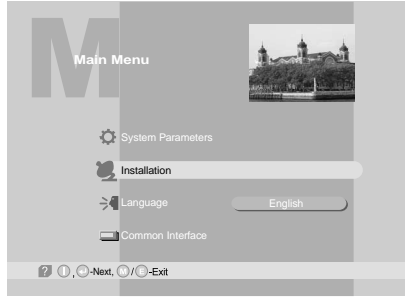 M
Main Menu
System Parameters
Installation
Language English
Common Interface
? , -Next, M / E -Exit